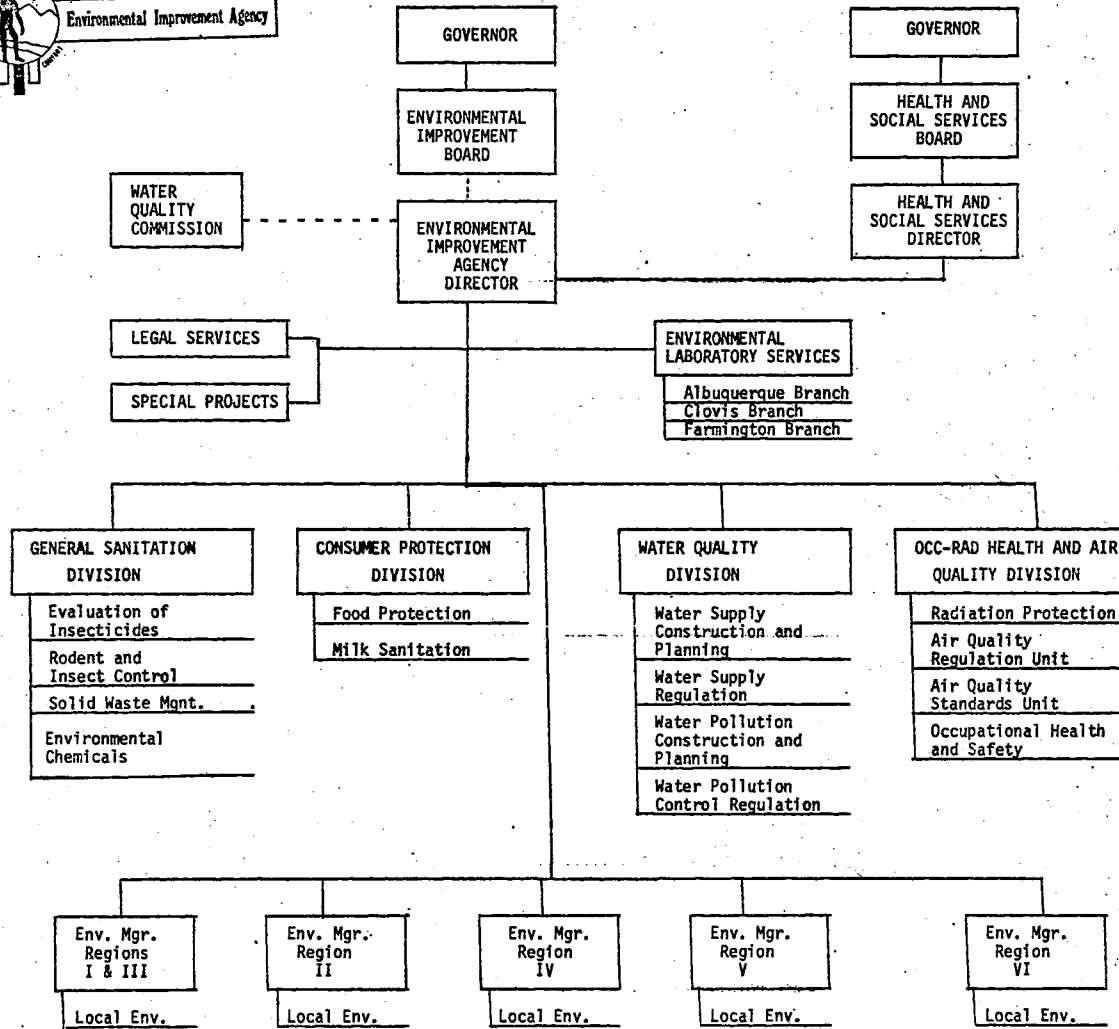 Environmental Improvement Agency
GOVERNOR
GOVERNOR
ENVIRONMENTAL
IMPROVEMENT
BOARD
HEALTH AND
SOCIAL SERVICES
BOARD
WATER
QUALITY
COMMISSION
ENVIRONMENTAL
IMPROVEMENT
AGENCY
DIRECTOR
HEALTH AND
SOCIAL SERVICES
DIRECTOR
LEGAL SERVICES
SPECIAL PROJECTS
ENVIRONMENTAL
LABORATORY SERVICES
Albuquerque Branch
Clovis Branch
Farmington Branch
GENERAL SANITATION
DIVISION
Evaluation of
Insecticides
Rodent and
Insect Control
Solid Waste Mgnt.
Environmental
Chemicals
CONSUMER PROTECTION
DIVISION
Food Protection
Milk Sanitation
WATER QUALITY
DIVISION
Water Supply
Construction and
Planning
Water Supply
Regulation
Water Pollution
Construction and
Planning
Water Pollution
Control Regulation
OCC-RAD HEALTH AND AIR
QUALITY DIVISION
Radiation Protection
Air Quality
Regulation Unit
Air Quality
Standards Unit
Occupational Health
and Safety
Env. Mgr.
Regions
I & III
Local Env.
Env. Mgr.
Region
II
Local Env.
Env. Mgr.
Region
IV
Local Env.
Env. Mgr.
Region
V
Local Env.
Env. Mgr.
Region
VI
Local Env.